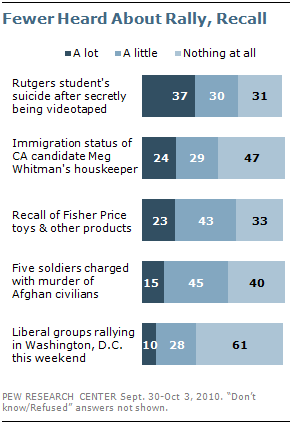 Fewer Heard About Rally, Recall
A lot A little Nothing at all
Rutgers student's
suicide after secretly
being videotaped
37 30 31
Immigration status of
CA candidate Meg
Whitman's houskeeper
24 29 47
Recall of Fisher Price
toys & other products
23 43 33
Five soldiers charged
with murder of
Afghan civilians
15 45 40
Liberal groups rallying
in Washington, D.C.
this weekend
10 28 61
PEW RESEARCH CENTER Sept. 30-Oct 3, 2010. "Don't
know/Refused" answers not shown.